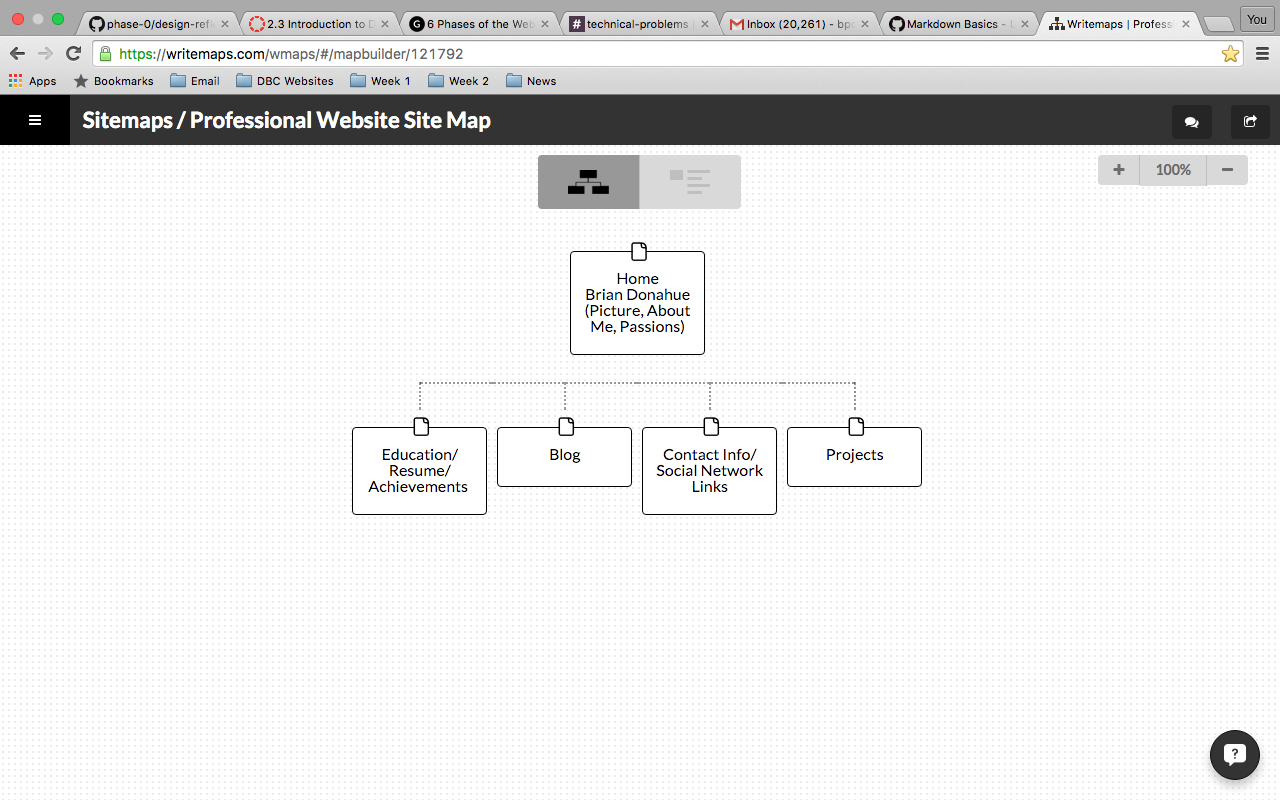 phase-0/design-refle
2.3 Introduction to D
6 Phases of the Web
technical-problems |
Inbox (20,261) - bps
Markdown Basics - U
Writemaps | Profess
You
https://writemaps.com/wmaps/#/mapbuilder/121792
Apps Bookmarks Email DBC Websites Week 1 Week 2 News
Sitemaps / Professional Website Site Map
+ 100% −
Home
Brian Donahue
(Picture, About
Me, Passions)
Education/
Resume/
Achievements
Blog
Contact Info/
Social Network
Links
Projects